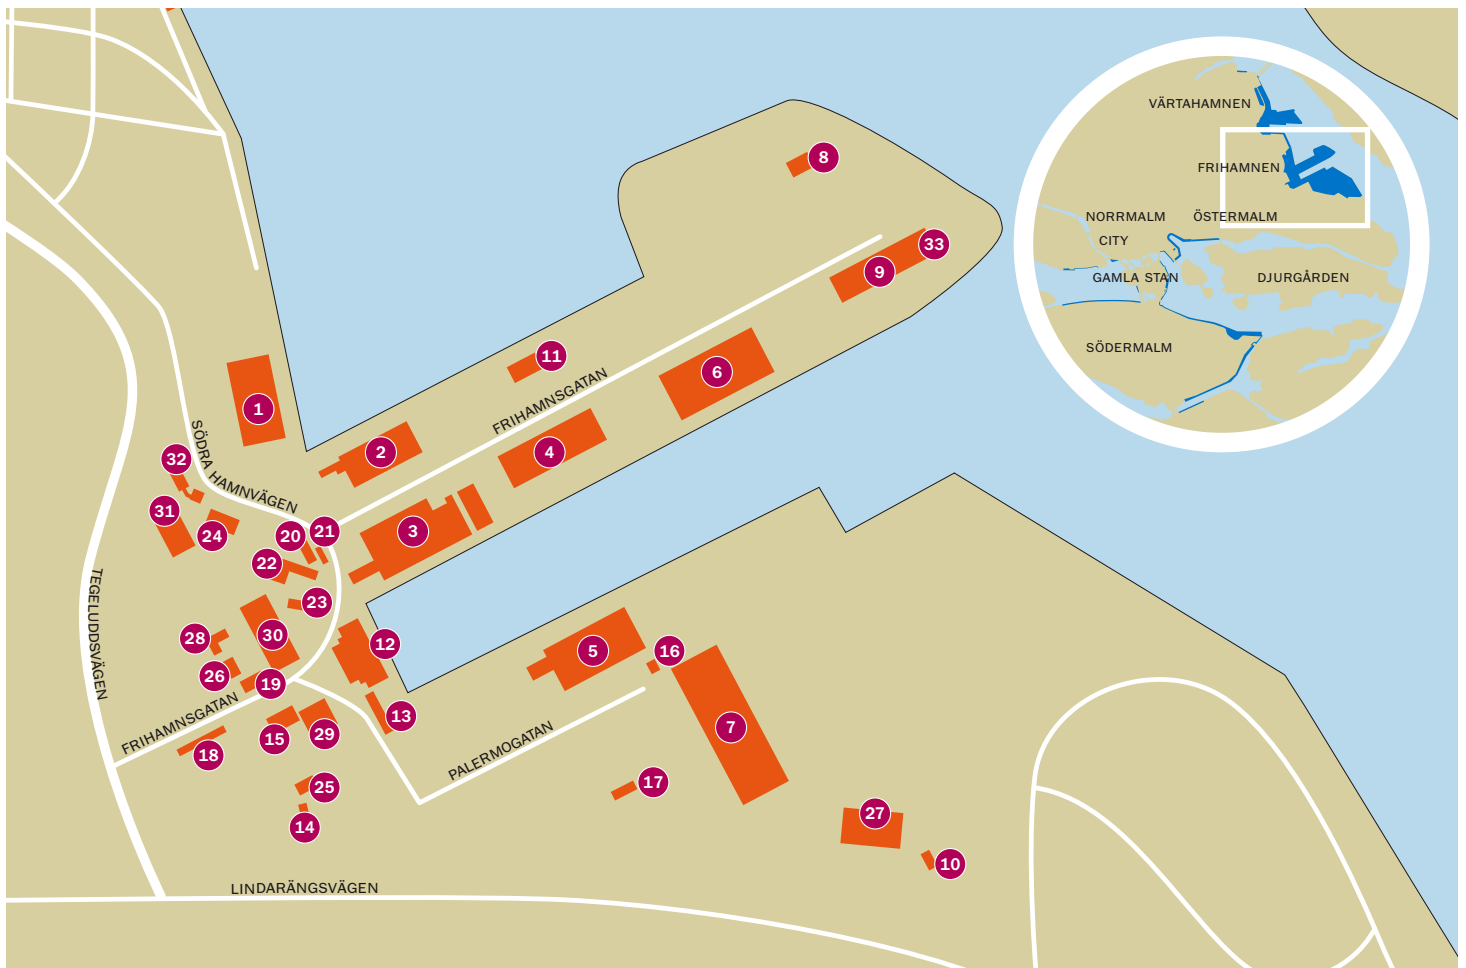 8
33
9
11
6
1
2
4
32
31
24
20
21
3
22
23
28
30
12
26
19
5
16
13
7
15
29
18
17
25
14
27
10
SÖDRA HAMNVÄGEN
FRIHAMNSGATAN
TEGELUDDSVÄGEN
FRIHAMNSGATAN
PALERMOGATAN
LINDARÄNGSVÄGEN
VÄRTAHAMNEN
FRIHAMNEN
NORRMALM
ÖSTERMALM
CITY
GAMLA STAN
DJURGÅRDEN
SÖDERMALM